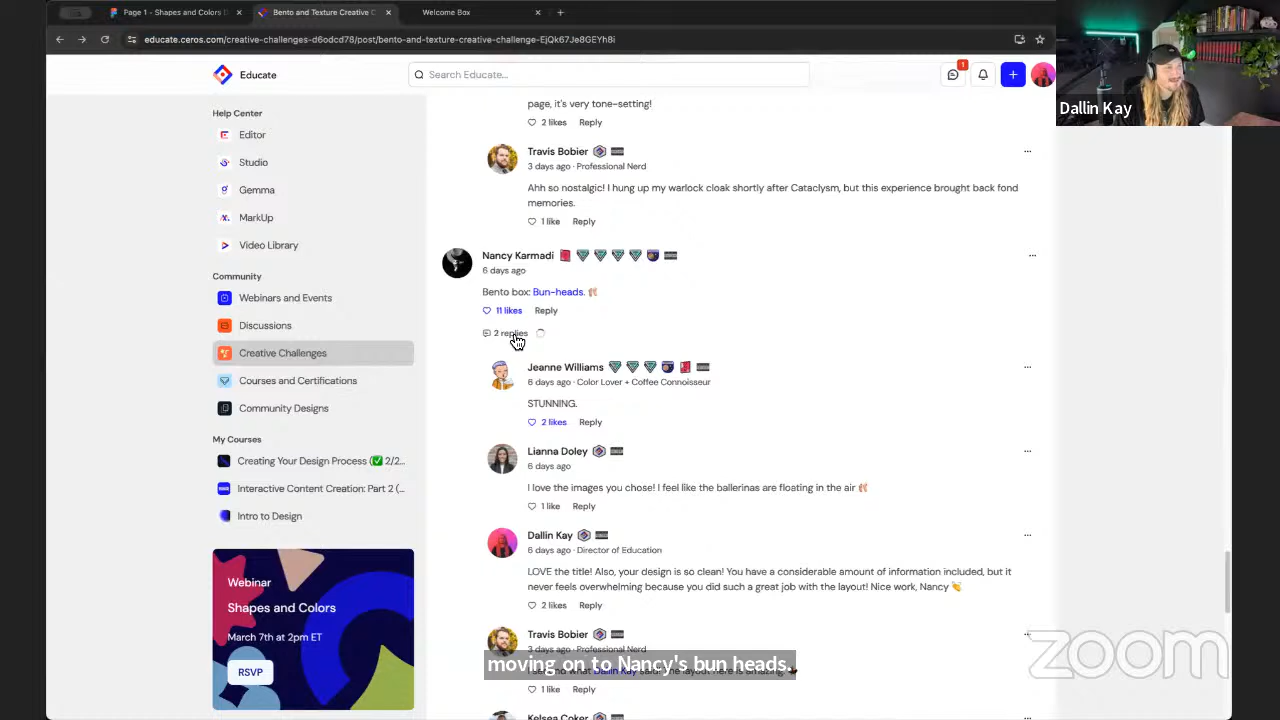 Page 1 - Shapes and Colors
Bento and Texture Creative C
Welcome Box
educate.ceros.com/creative-challenges-d6odcd78/post/bento-and-texture-creative-challenge-EjQk67Je8GEYh8i
Dallin Kay
Educate
Search Educate...
1
Help Center
Editor
Studio
Gemma
MarkUp
Video Library
Community
Webinars and Events
Discussions
Creative Challenges
Courses and Certifications
Community Designs
My Courses
Creating Your Design Process (✅ 2/2...
Interactive Content Creation: Part 2 (...
Intro to Design
Webinar
Shapes and Colors
March 7th at 2pm ET
RSVP
page, it's very tone-setting!
2 likes Reply
Travis Bobier
3 days ago · Professional Nerd
Ahh so nostalgic! I hung up my warlock cloak shortly after Cataclysm, but this experience brought back fond
memories.
1 like Reply
Nancy Karmadi
6 days ago
Bento box: Bun-heads. 🩰
11 likes Reply
2 replies
Jeanne Williams
6 days ago · Color Lover + Coffee Connoisseur
STUNNING.
2 likes Reply
Lianna Doley
6 days ago
I love the images you chose! I feel like the ballerinas are floating in the air 🩰
1 like Reply
Dallin Kay
6 days ago · Director of Education
LOVE the title! Also, your design is so clean! You have a considerable amount of information included, but it
never feels overwhelming because you did such a great job with the layout! Nice work, Nancy 👏
2 likes Reply
Travis Bobier
3 days ago · Professional Nerd
moving on to Nancy's bun heads.
1 like Reply
Kelsea Coker
zoom